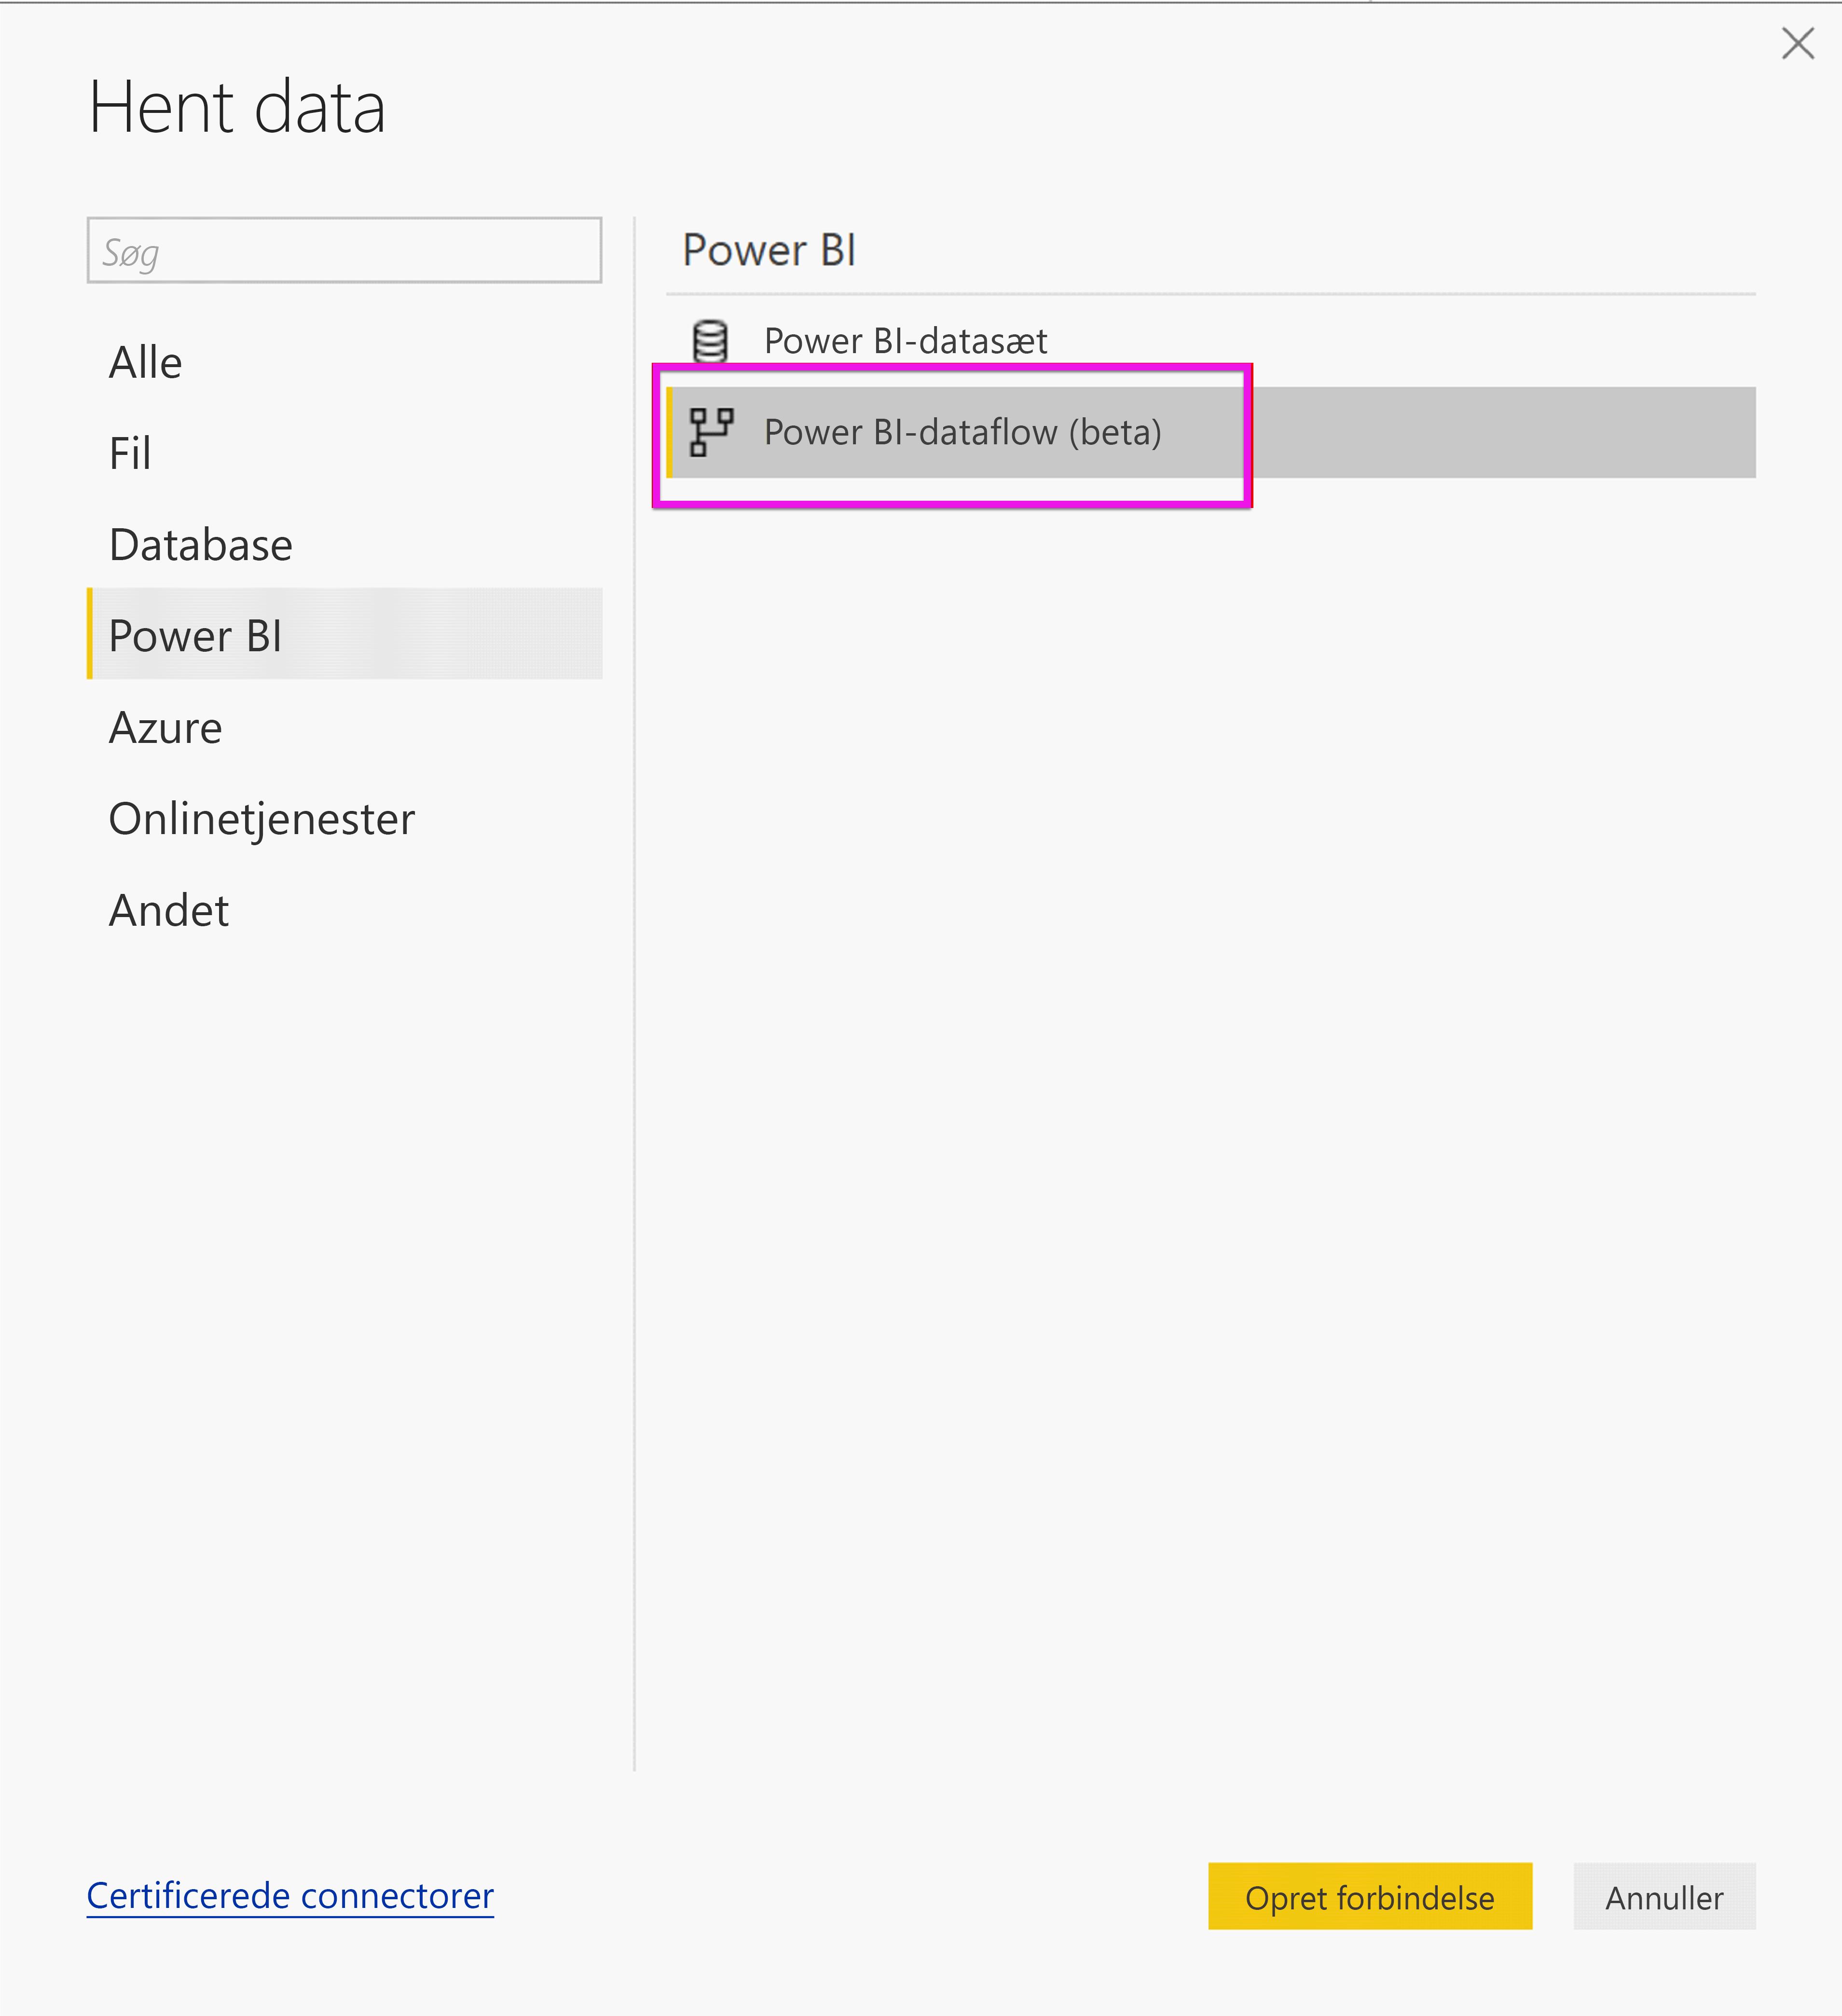 Hent data
Søg
Alle
Fil
Database
Power BI
Azure
Onlinetjenester
Andet
Power BI
Power BI-datasæt
Power BI-dataflow (beta)
Certificerede connectorer
Opret forbindelse
Annuller